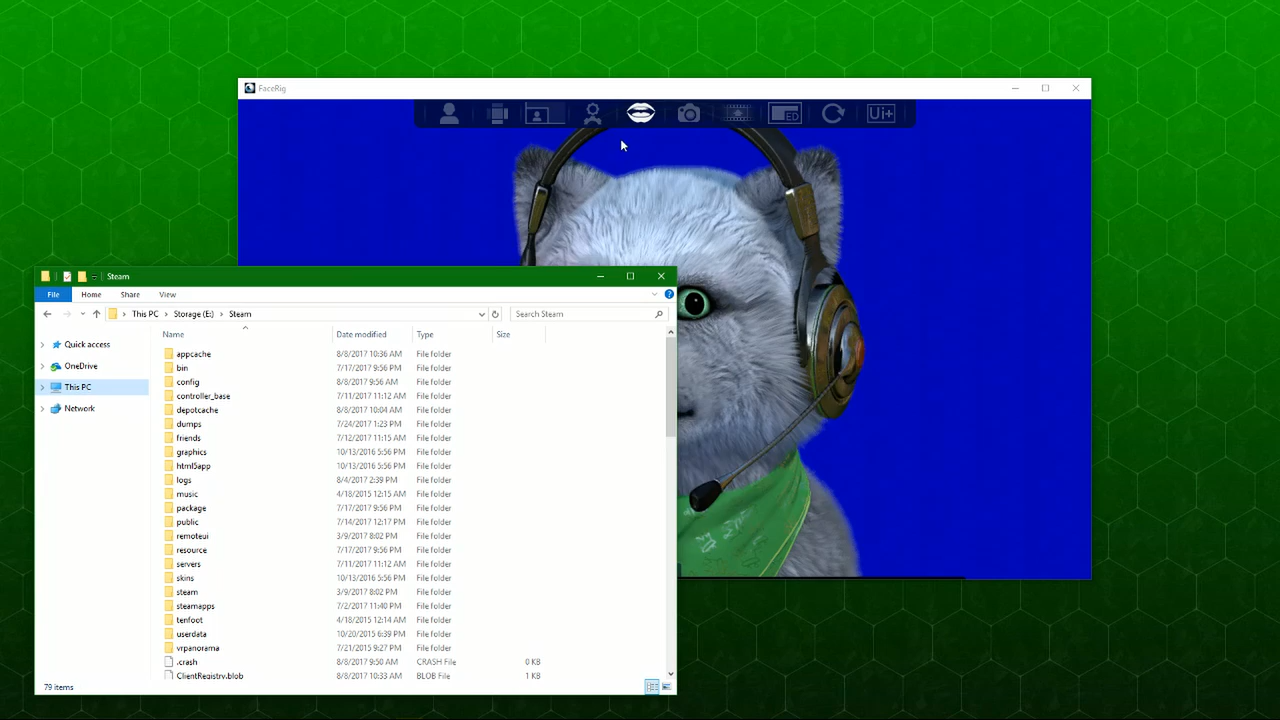 FaceRig
ED
Ui+
Steam
File Home Share View
This PC Storage (E:) Steam
Search Steam
Name Date modified Type Size
Quick access
OneDrive
This PC
Network
appcache 8/8/2017 10:36 AM File folder
bin 7/17/2017 9:56 PM File folder
config 8/8/2017 9:56 AM File folder
controller_base 7/11/2017 11:12 AM File folder
depotcache 8/8/2017 10:04 AM File folder
dumps 7/24/2017 1:23 PM File folder
friends 7/12/2017 11:15 AM File folder
graphics 10/13/2016 5:56 PM File folder
html5app 10/13/2016 5:56 PM File folder
logs 8/4/2017 2:39 PM File folder
music 4/18/2015 12:15 AM File folder
package 7/17/2017 9:56 PM File folder
public 7/14/2017 12:17 PM File folder
remoteui 3/9/2017 8:02 PM File folder
resource 7/17/2017 9:56 PM File folder
servers 7/11/2017 11:12 AM File folder
skins 10/13/2016 5:56 PM File folder
steam 3/9/2017 8:02 PM File folder
steamapps 7/2/2017 11:40 PM File folder
tenfoot 4/18/2015 12:14 AM File folder
userdata 10/20/2015 6:39 PM File folder
vrpanorama 7/21/2015 9:27 PM File folder
.crash 8/8/2017 9:50 AM CRASH File 0 KB
ClientRegistry.blob 8/8/2017 10:33 AM BLOB File 1 KB
79 items